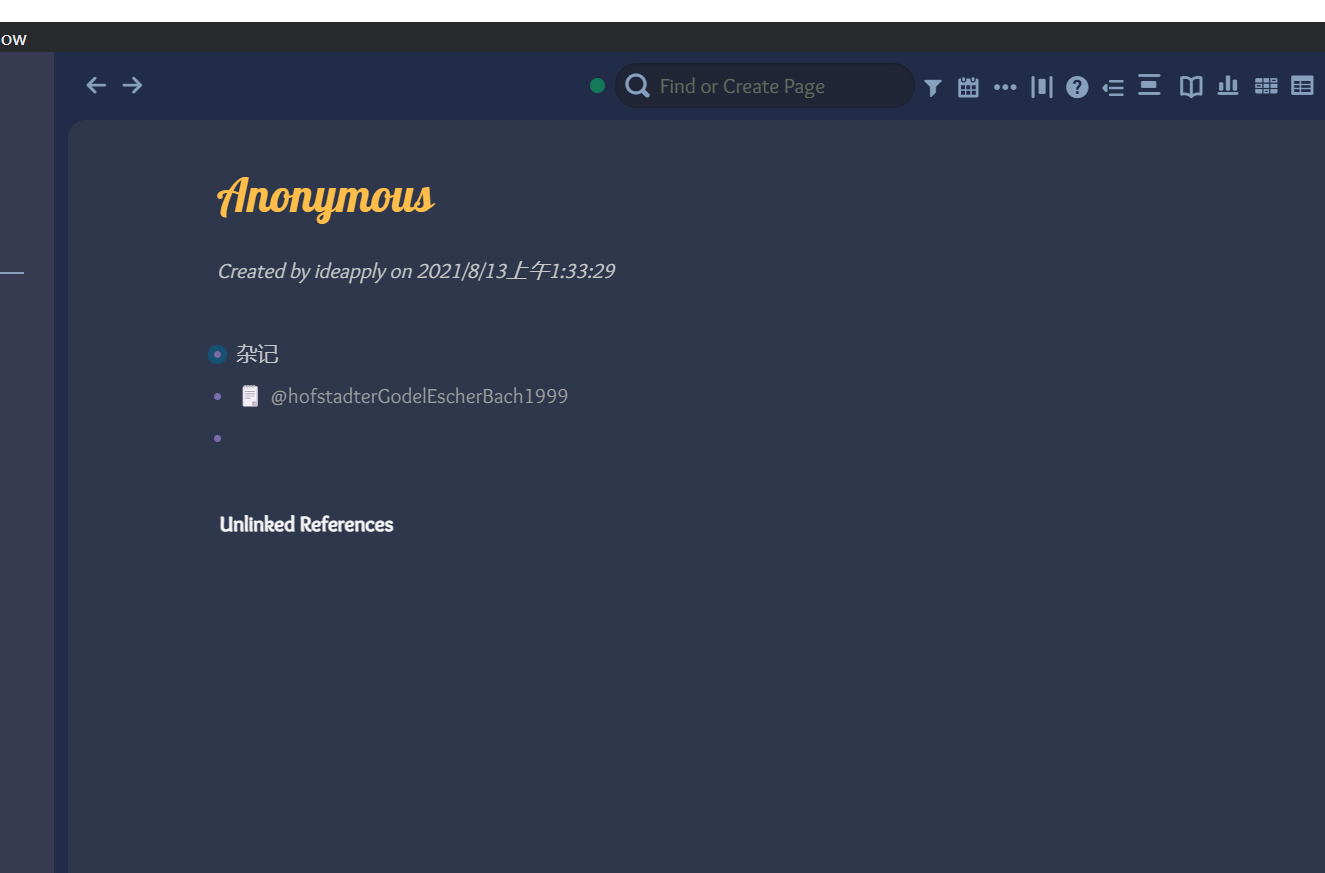 ow
Find or Create Page
Anonymous
Created by ideapply on 2021/8/13上午1:33:29
杂记
@hofstadterGodelEscherBach1999
Unlinked References